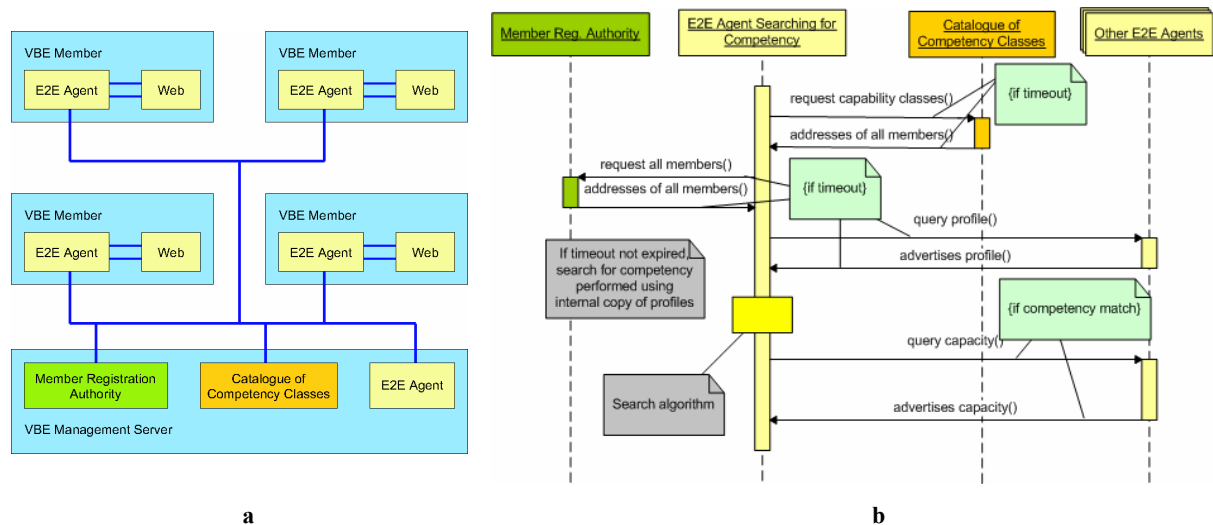 VBE Member
E2E Agent
Web
VBE Member
E2E Agent
Web
VBE Member
E2E Agent
Web
VBE Member
E2E Agent
Web
Member Registration
Authority
Catalogue of
Competency Classes
E2E Agent
VBE Management Server
a
Member Reg. Authority
E2E Agent Searching for
Competency
Catalogue of
Competency Classes
Other E2E Agents
request capability classes()
{if timeout}
addresses of all members()
request all members()
addresses of all members()
{if timeout}
query profile()
advertises profile()
If timeout not expired,
search for competency
performed using
internal copy of profiles
{if competency match}
query capacity()
Search algorithm
advertises capacity()
b